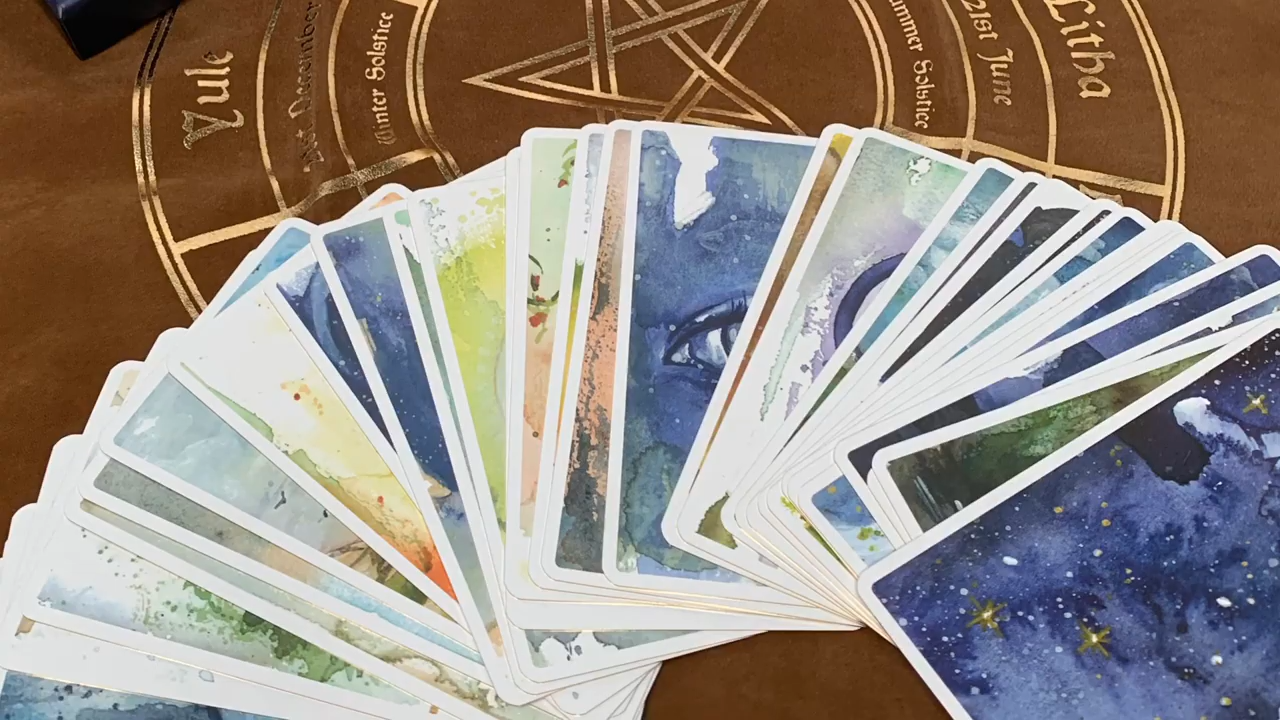 Yule
21st December
Winter Solstice
Summer Solstice
21st June
Litha